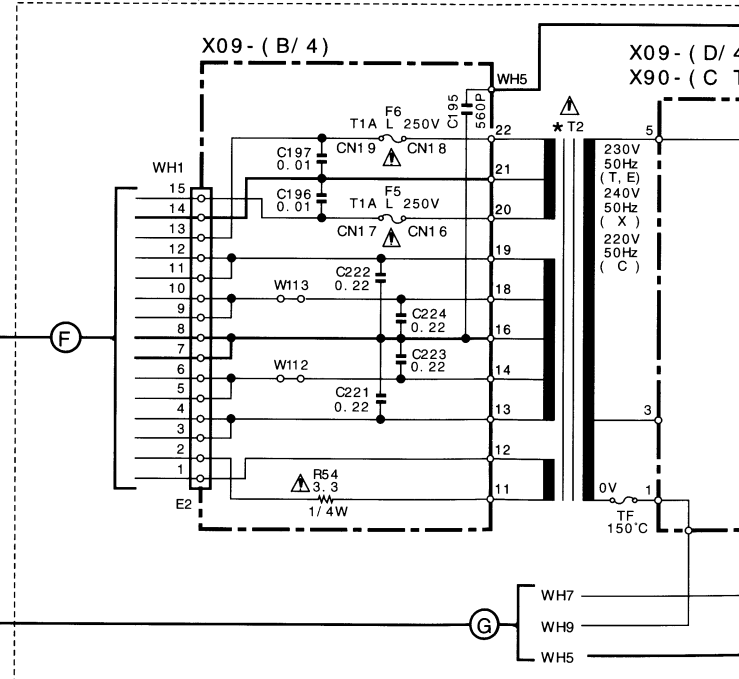 X09-(B/4)
X09-(D/4
X90-(C T
WH5
C195
560P
F6
T1A L 250V
CN19 CN18
22
* T2
5
C197
0.01
21
230V
50Hz
(T,E)
240V
50Hz
( X )
220V
50Hz
( C )
WH1
15
C196
0.01
F5
T1A L 250V
20
14
CN17 CN16
13
12
19
11
C222
0.22
10
W113
18
9
C224
0.22
8
16
7
C223
0.22
6
W112
14
5
C221
0.22
4
13
3
3
2
12
1
R54
3.3
1/4W
11
0V
1
TF
150°C
E2
F
WH7
G
WH9
WH5